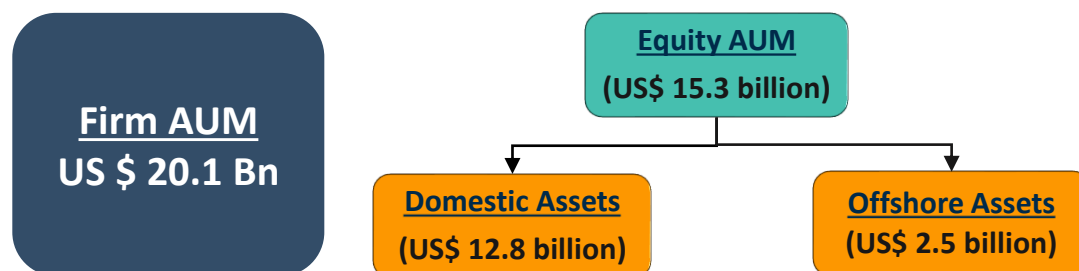 Firm AUM
US $ 20.1 Bn
Equity AUM
(US$ 15.3 billion)
Domestic Assets
(US$ 12.8 billion)
Offshore Assets
(US$ 2.5 billion)